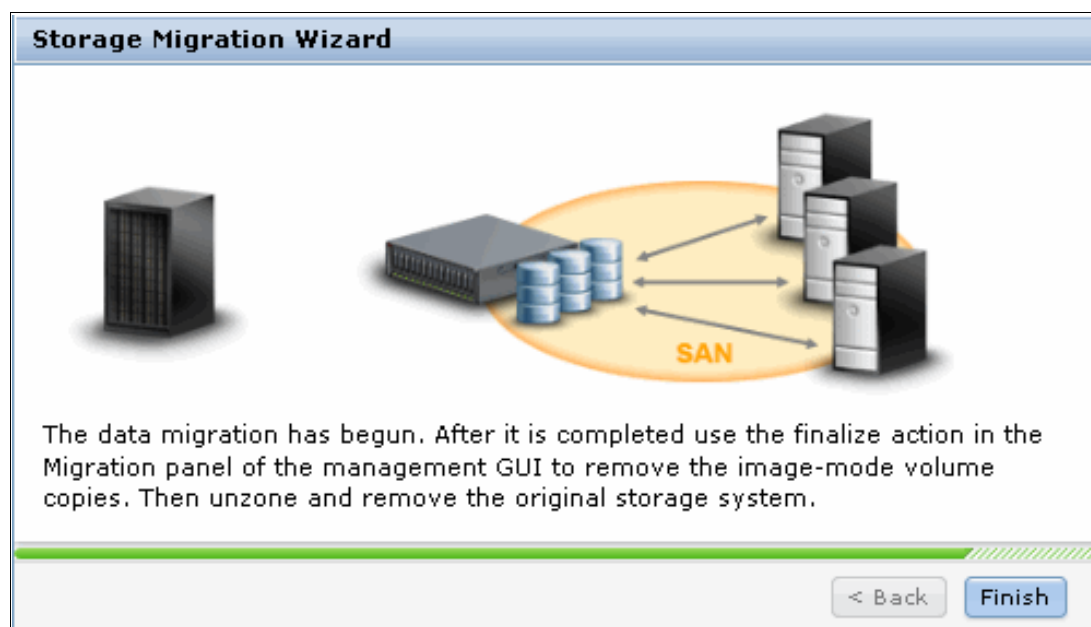 Storage Migration Wizard
SAN
The data migration has begun. After it is completed use the finalize action in the
Migration panel of the management GUI to remove the image-mode volume
copies. Then unzone and remove the original storage system.
< Back
Finish